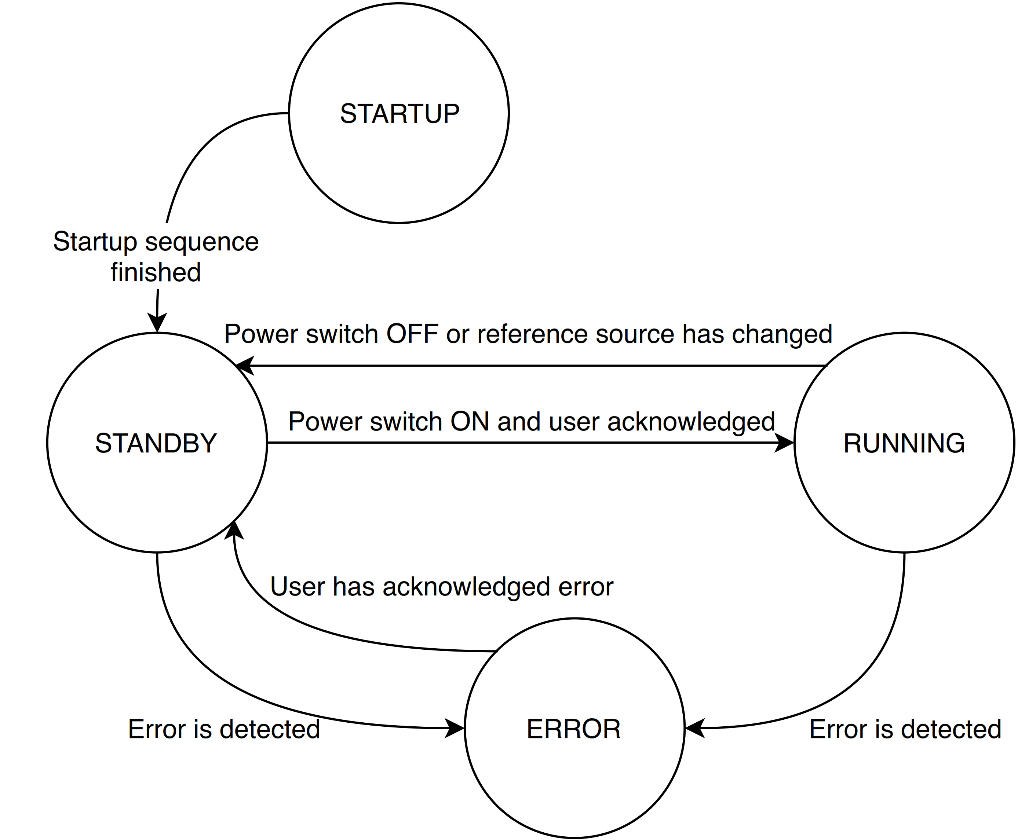 STARTUP
Startup sequence
finished
Power switch OFF or reference source has changed
Power switch ON and user acknowledged
STANDBY
RUNNING
User has acknowledged error
Error is detected
ERROR
Error is detected